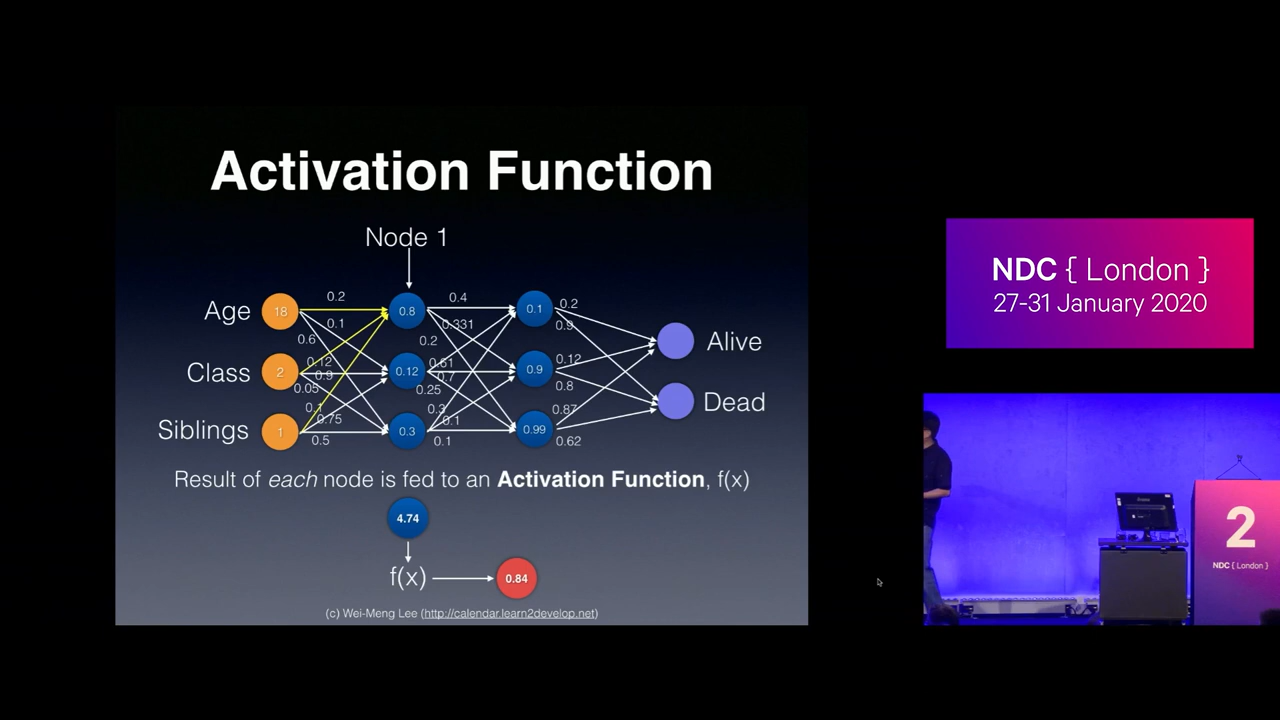 Activation Function
Node 1
Age
18
0.2
0.1
0.6
0.8
0.4
0.331
0.2
0.1
0.2
0.9
Alive
Class
2
0.12
0.9
0.05
0.12
0.61
0.7
0.25
0.9
0.12
0.8
Dead
Siblings
1
0.1
0.75
0.5
0.3
0.3
0.1
0.1
0.99
0.87
0.62
Result of each node is fed to an Activation Function, f(x)
4.74
f(x)
0.84
(c) Wei-Meng Lee (http://calendar.learn2develop.net)
NDC { London }
27-31 January 2020
2
NDC { London }